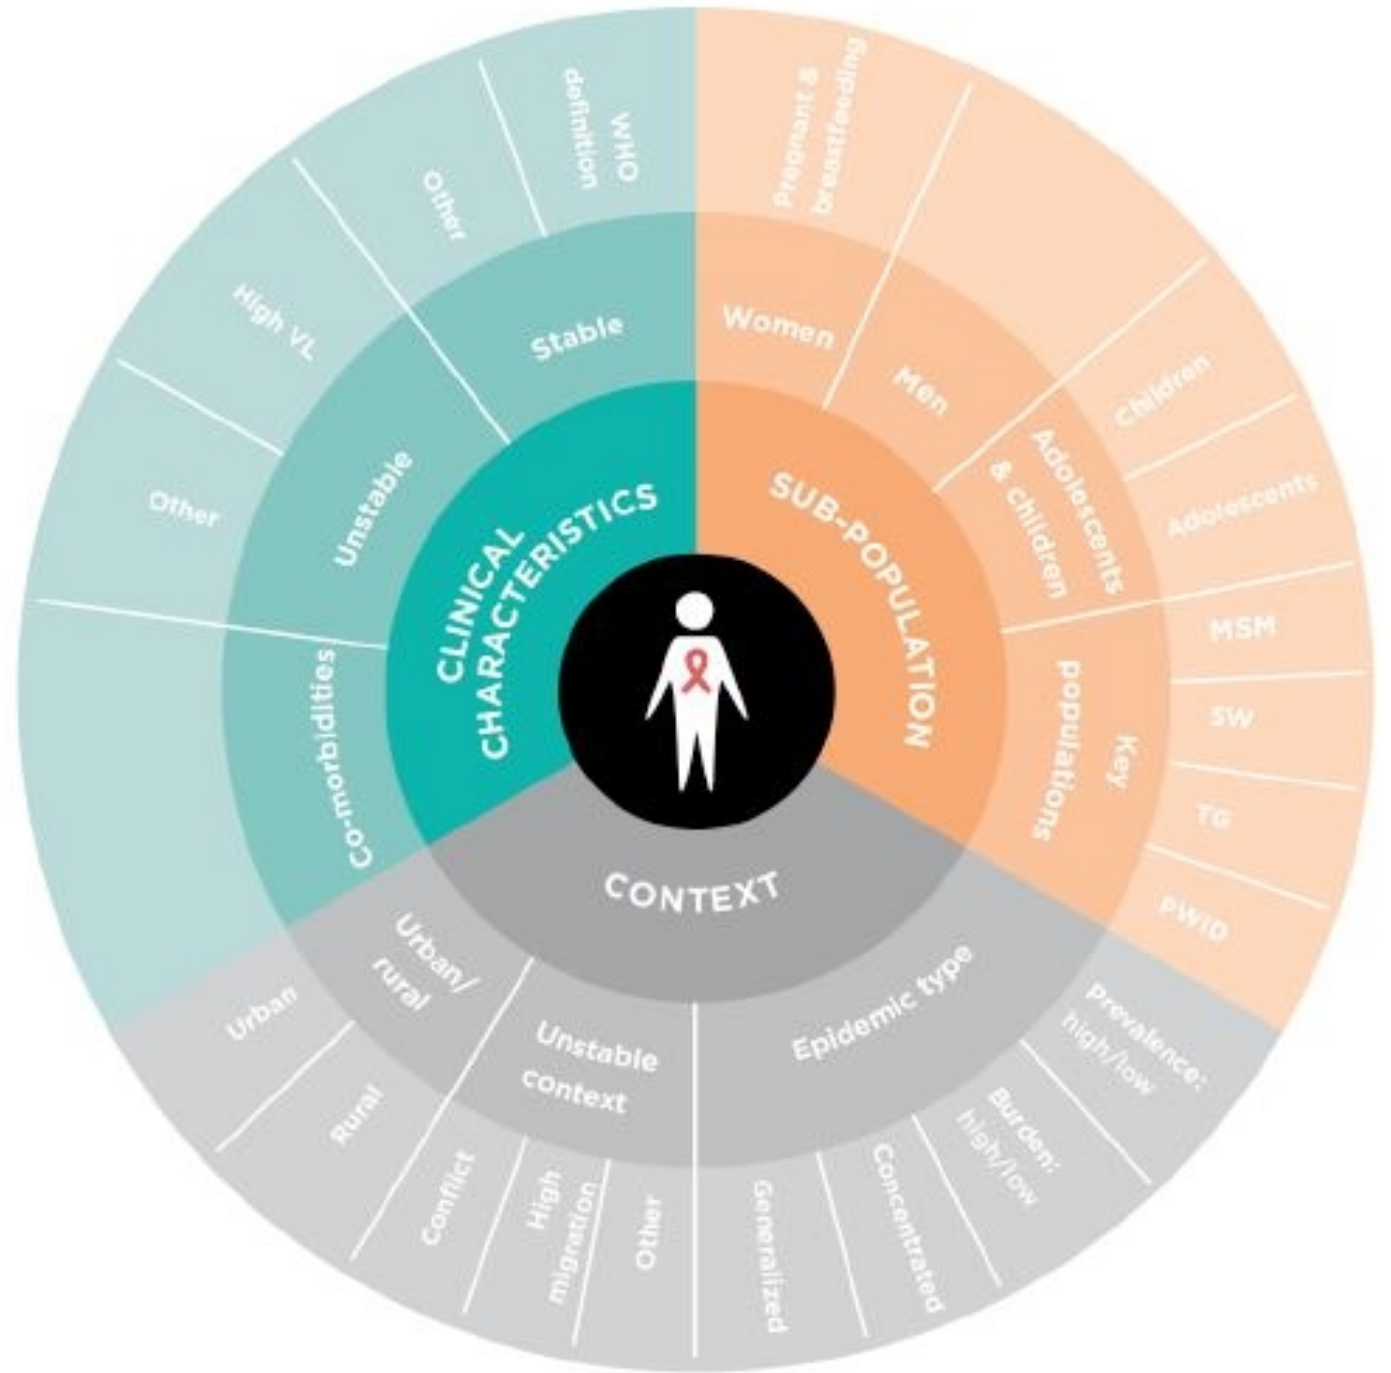 CLINICAL
CHARACTERISTICS
Stable
WHO
definition
Other
Unstable
High VL
Other
Co-morbidities
SUB-POPULATION
Women
Pregnant &
breastfeeding
Men
Adolescents
& children
Children
Adolescents
Key
populations
MSM
SW
TG
PWID
CONTEXT
Epidemic type
Prevalence:
high/low
Burden:
high/low
Concentrated
Generalized
Unstable
context
Other
High
migration
Conflict
Urban/
rural
Rural
Urban